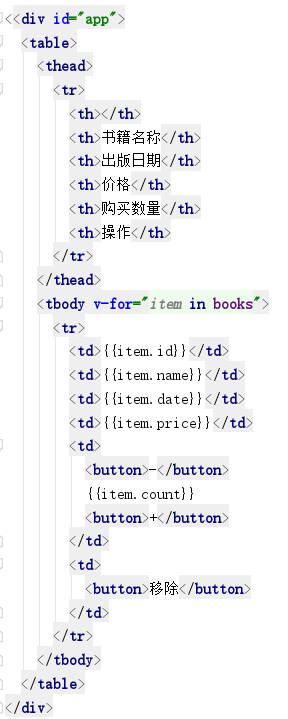 <<div id="app">
<table>
<thead>
<tr>
<th></th>
<th>书籍名称</th>
<th>出版日期</th>
<th>价格</th>
<th>购买数量</th>
<th>操作</th>
</tr>
</thead>
<tbody v-for="item in books">
<tr>
<td>{{item.id}}</td>
<td>{{item.name}}</td>
<td>{{item.date}}</td>
<td>{{item.price}}</td>
<td>
<button>-</button>
{{item.count}}
<button>+</button>
</td>
<td>
<button>移除</button>
</td>
</tr>
</tbody>
</table>
</div>